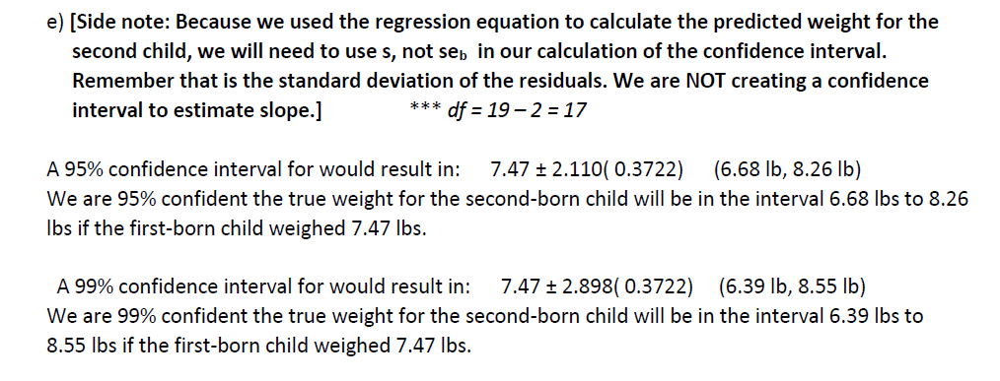 e) [Side note: Because we used the regression equation to calculate the predicted weight for the
second child, we will need to use s, not seb in our calculation of the confidence interval.
Remember that is the standard deviation of the residuals. We are NOT creating a confidence
interval to estimate slope.] *** df = 19 – 2 = 17
A 95% confidence interval for would result in: 7.47 ± 2.110( 0.3722) (6.68 lb, 8.26 lb)
We are 95% confident the true weight for the second-born child will be in the interval 6.68 lbs to 8.26
lbs if the first-born child weighed 7.47 lbs.
A 99% confidence interval for would result in: 7.47 ± 2.898( 0.3722) (6.39 lb, 8.55 lb)
We are 99% confident the true weight for the second-born child will be in the interval 6.39 lbs to
8.55 lbs if the first-born child weighed 7.47 lbs.